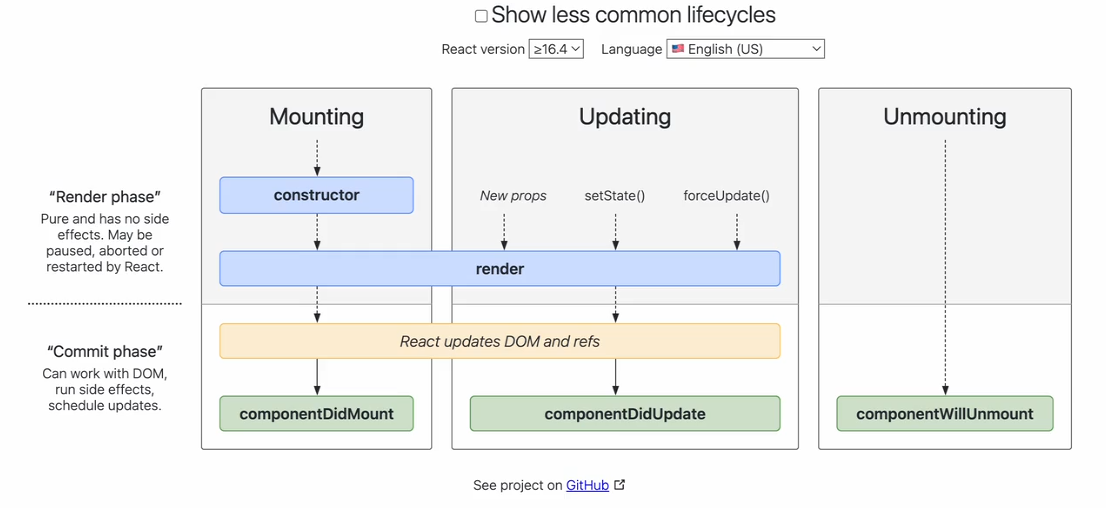 Show less common lifecycles
React version ≥16.4 Language 🇺🇸 English (US)
Mounting
Updating
Unmounting
“Render phase”
Pure and has no side
effects. May be
paused, aborted or
restarted by React.
constructor
New props
setState()
forceUpdate()
render
“Commit phase”
Can work with DOM,
run side effects,
schedule updates.
React updates DOM and refs
componentDidMount
componentDidUpdate
componentWillUnmount
See project on GitHub